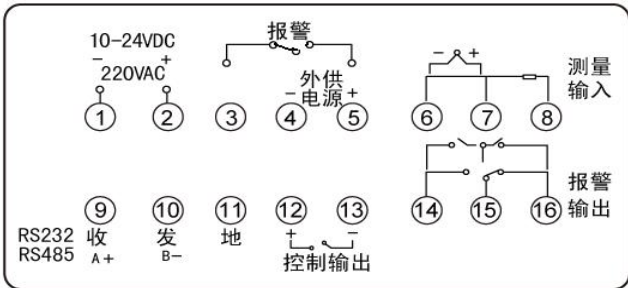 报警
10-24VDC
- +
220VAC
外供
- 电源 +
- +
测量
输入
① ② ③ ④ ⑤ ⑥ ⑦ ⑧
报警
输出
⑨ ⑩ ⑪ ⑫ ⑬ ⑭ ⑮ ⑯
RS232 收 发 地 + -
RS485 A+ B- 控制输出